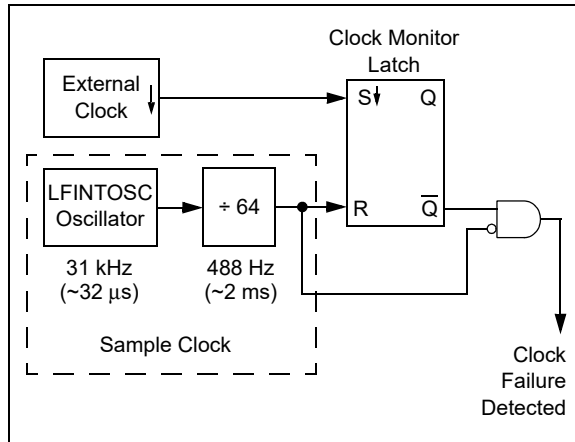 Clock Monitor
Latch
External
Clock
S
Q
LFINTOSC
Oscillator
÷ 64
R
Q̅
31 kHz
(~32 μs)
488 Hz
(~2 ms)
Sample Clock
Clock
Failure
Detected